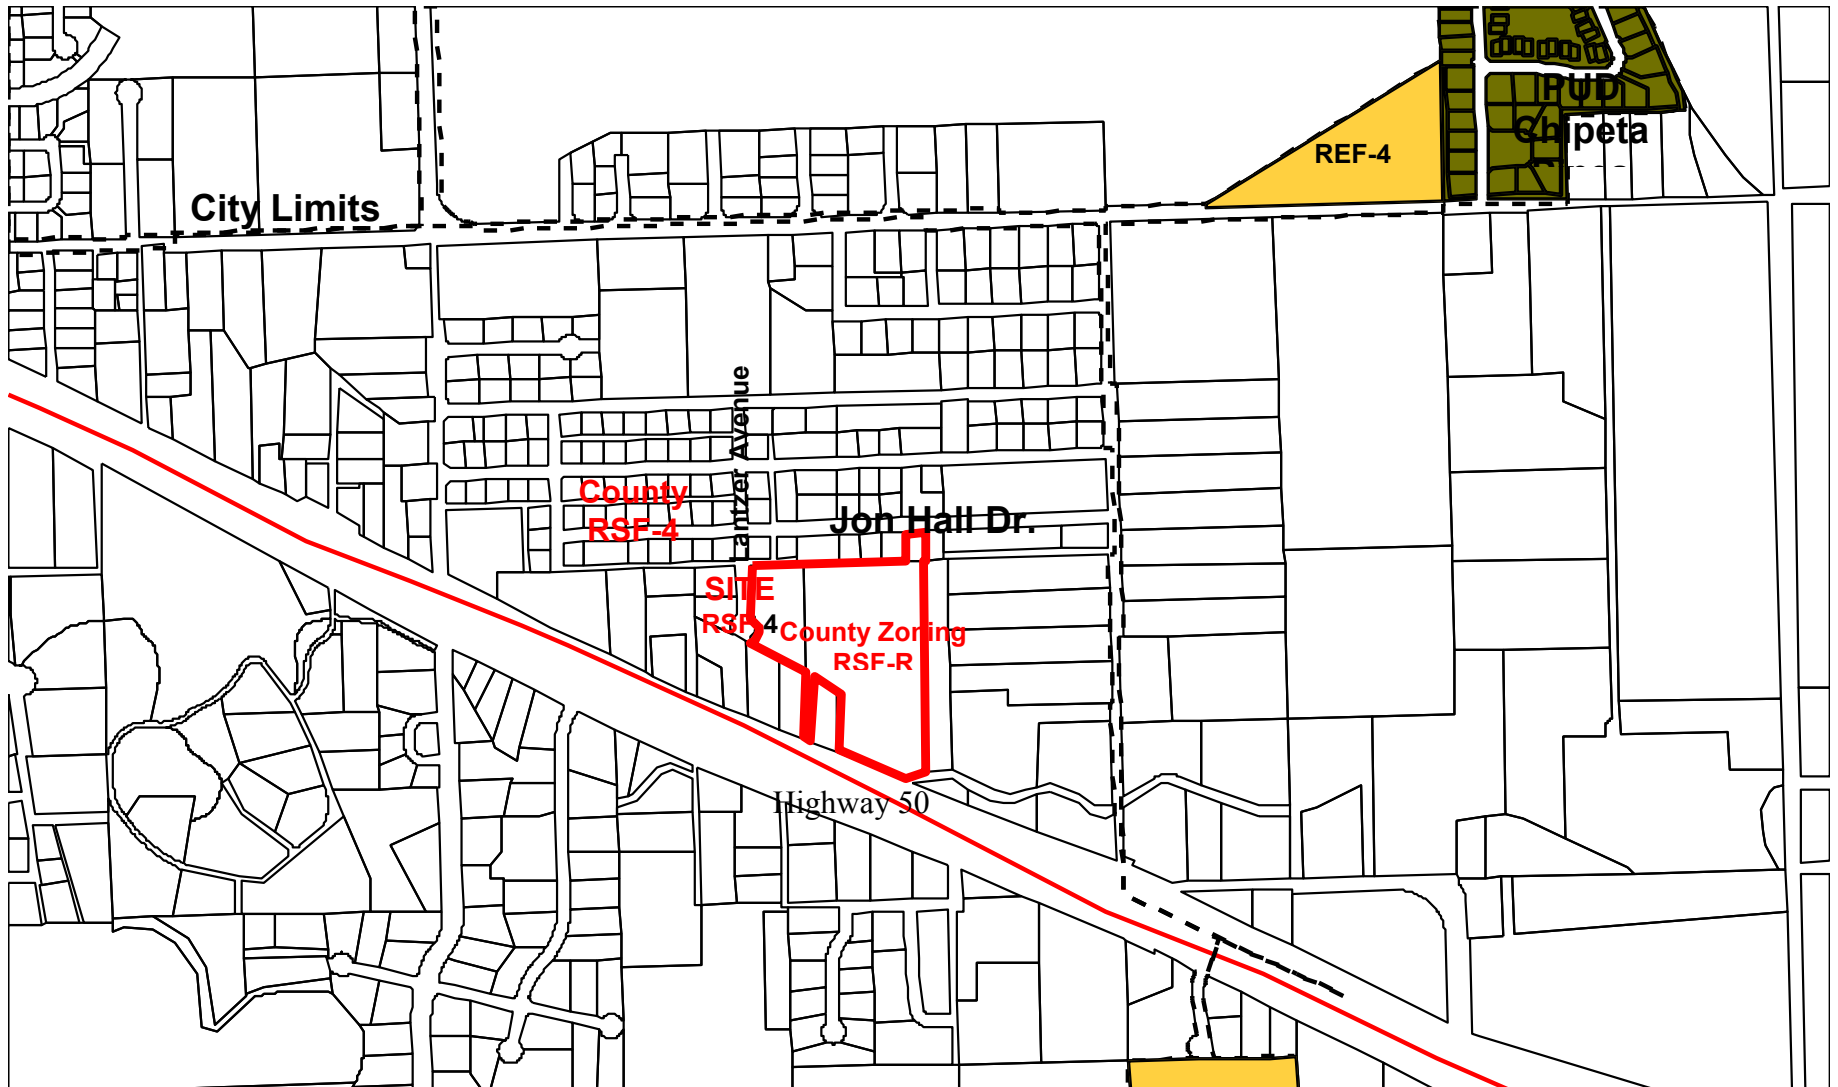 PUD
Chipeta
REF-4
City Limits
Lantzer Avenue
County
RSF-4
Jon Hall Dr.
SITE
RSF-4
County Zoning
RSF-R
Highway 50